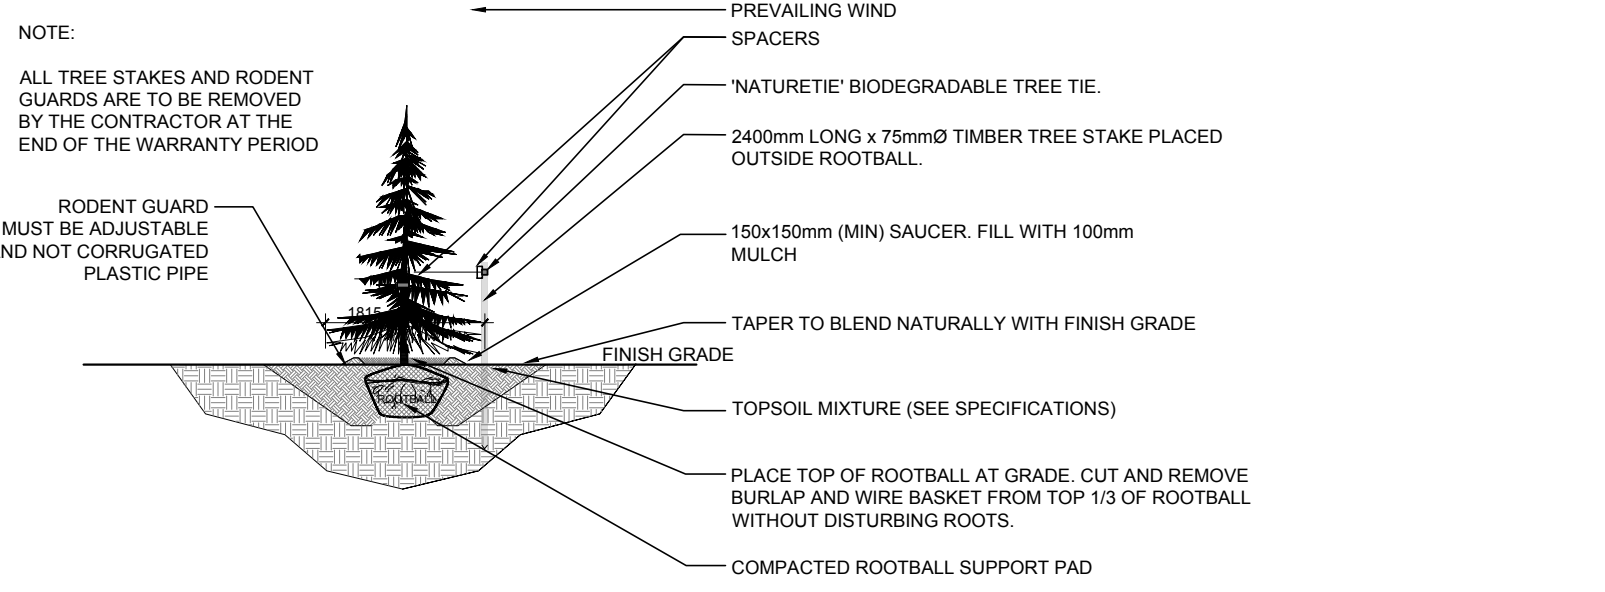 PREVAILING WIND
NOTE:
SPACERS
ALL TREE STAKES AND RODENT
GUARDS ARE TO BE REMOVED
BY THE CONTRACTOR AT THE
END OF THE WARRANTY PERIOD
'NATURETIE' BIODEGRADABLE TREE TIE.
2400mm LONG x 75mmØ TIMBER TREE STAKE PLACED
OUTSIDE ROOTBALL.
RODENT GUARD
MUST BE ADJUSTABLE
ND NOT CORRUGATED
PLASTIC PIPE
150x150mm (MIN) SAUCER. FILL WITH 100mm
MULCH
1815
TAPER TO BLEND NATURALLY WITH FINISH GRADE
FINISH GRADE
ROOTBALL
TOPSOIL MIXTURE (SEE SPECIFICATIONS)
PLACE TOP OF ROOTBALL AT GRADE. CUT AND REMOVE
BURLAP AND WIRE BASKET FROM TOP 1/3 OF ROOTBALL
WITHOUT DISTURBING ROOTS.
COMPACTED ROOTBALL SUPPORT PAD